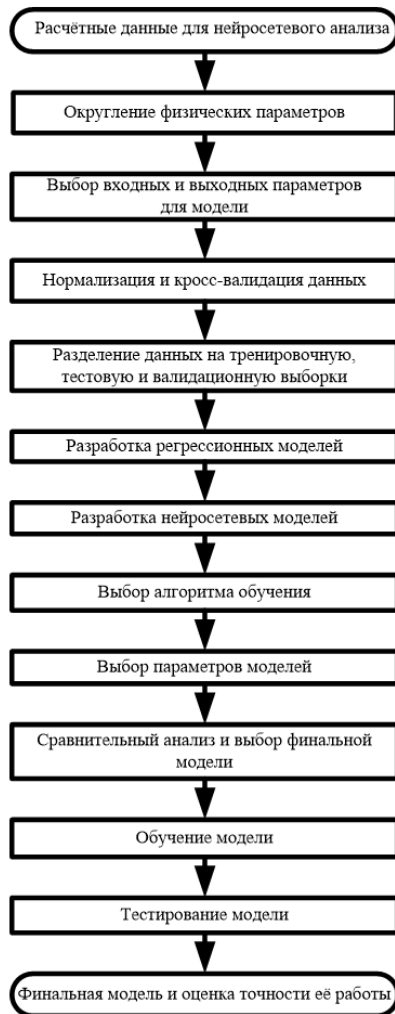 Расчётные данные для нейросетевого анализа
Округление физических параметров
Выбор входных и выходных параметров
для модели
Нормализация и кросс-валидация данных
Разделение данных на тренировочную,
тестовую и валидационную выборки
Разработка регрессионных моделей
Разработка нейросетевых моделей
Выбор алгоритма обучения
Выбор параметров моделей
Сравнительный анализ и выбор финальной
модели
Обучение модели
Тестирование модели
Финальная модель и оценка точности её работы